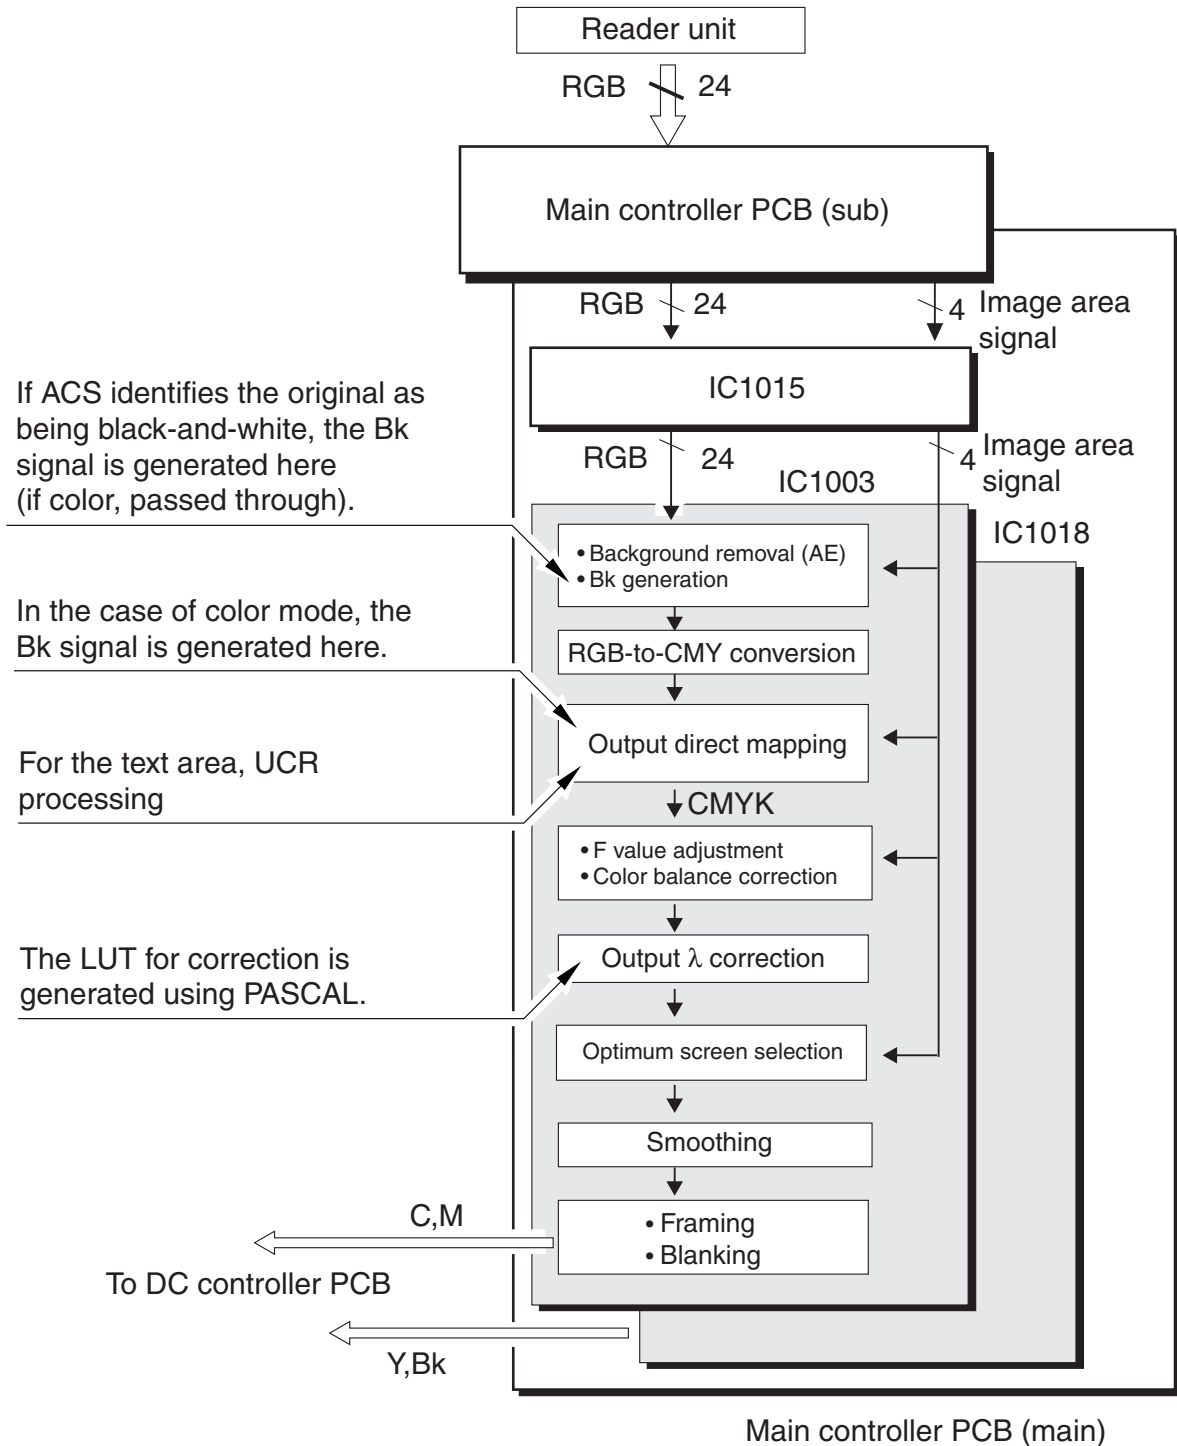 Reader unit
RGB 24
Main controller PCB (sub)
RGB 24
4 Image area
signal
IC1015
If ACS identifies the original as
being black-and-white, the Bk
signal is generated here
(if color, passed through).
RGB 24
4 Image area
signal
IC1003
IC1018
• Background removal (AE)
• Bk generation
In the case of color mode, the
Bk signal is generated here.
RGB-to-CMY conversion
Output direct mapping
For the text area, UCR
processing
CMYK
• F value adjustment
• Color balance correction
The LUT for correction is
generated using PASCAL.
Output λ correction
Optimum screen selection
Smoothing
• Framing
• Blanking
C,M
To DC controller PCB
Y,Bk
Main controller PCB (main)